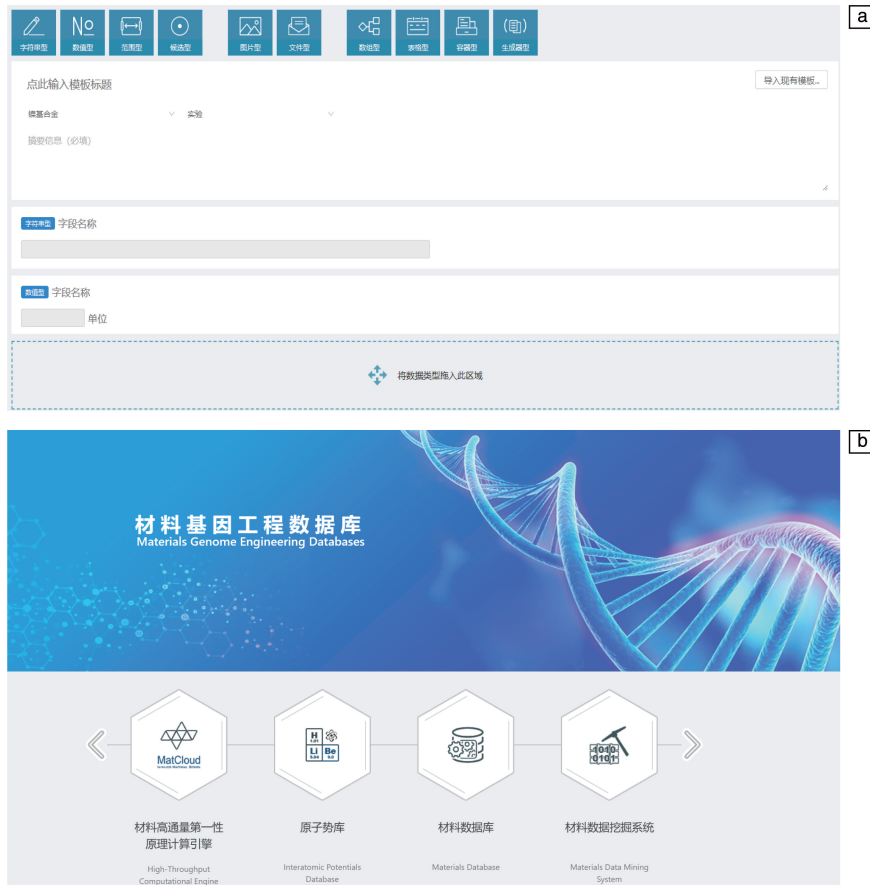 a
字符串型 数值型 范围型 候选型 图片型 文件型 数组型 表格型 容器型 生成器型
点此输入模板标题
导入现有模板...
镍基合金 实验
摘要信息（必填）
字符串型 字段名称
数值型 字段名称
单位
将数据类型拖入此区域
b
材料基因工程数据库
Materials Genome Engineering Databases
MatCloud
H
1.01
Li Be
9.0
1010
0101
材料高通量第一性
原理计算引擎
原子势库
材料数据库
材料数据挖掘系统
High-Throughput
Computational Engine
Interatomic Potentials
Database
Materials Database
Materials Data Mining
System